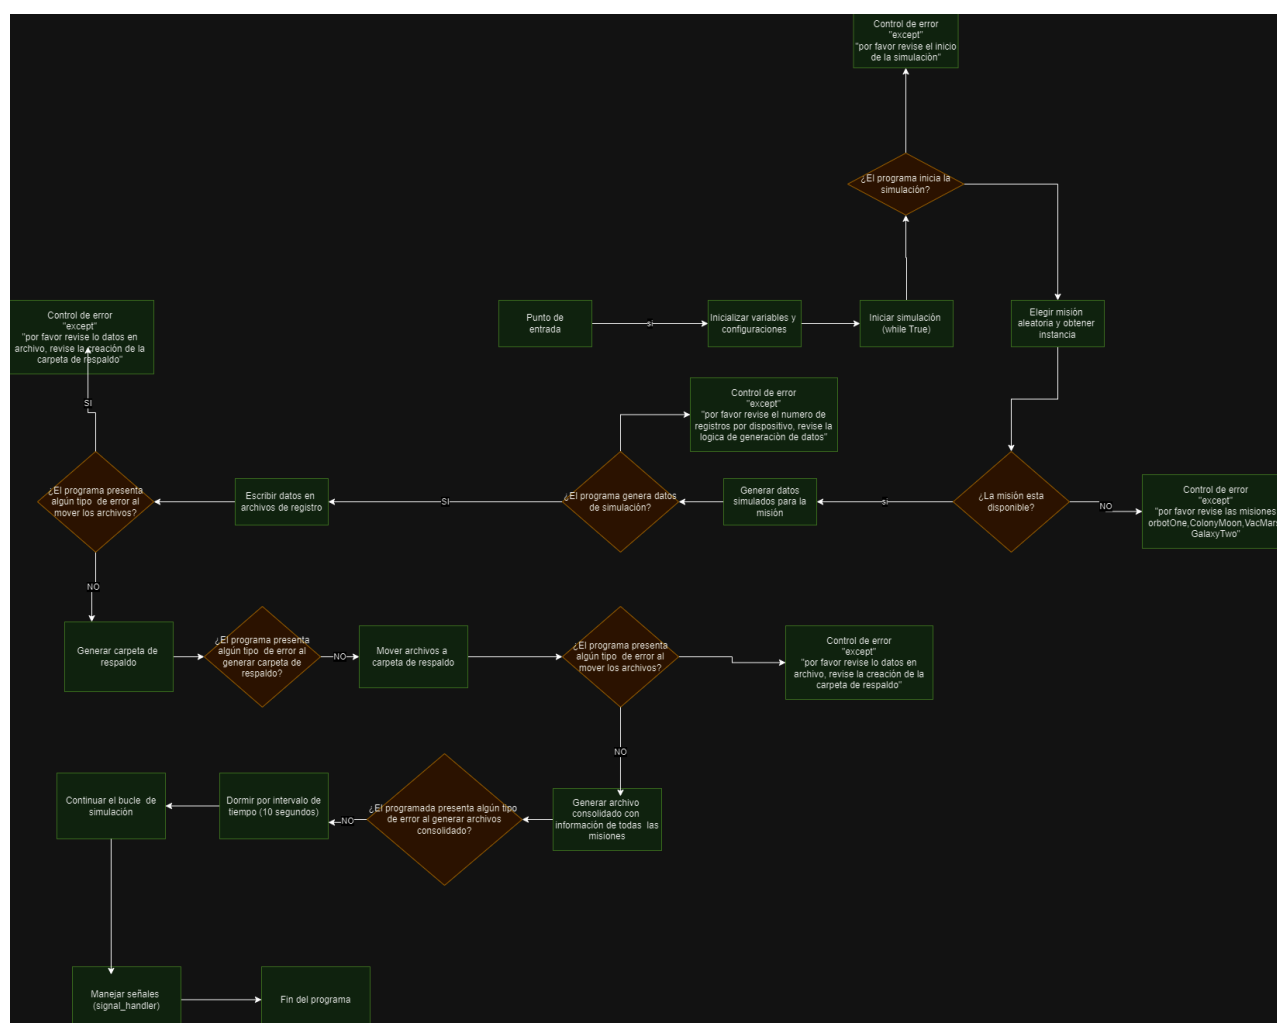 Control de error
"except"
"por favor revise el inicio
de la simulación"
¿El programa inicia la
simulación?
Punto de
entrada
si
Inicializar variables y
configuraciones
Iniciar simulación
(while True)
Elegir misión
aleatoria y obtener
instancia
Control de error
"except"
"por favor revise lo datos en
archivo, revise la creación de la
carpeta de respaldo"
SI
Control de error
"except"
"por favor revise el numero de
registros por dispositivo, revise la
logica de generación de datos"
¿El programa presenta
algún tipo de error al
mover los archivos?
Escribir datos en
archivos de registro
SI
¿El programa genera datos
de simulación?
Generar datos
simulados para la
misión
si
¿La misión esta
disponible?
NO
Control de error
"except"
"por favor revise las misiones
orbotOne,ColonyMoon,VacMars
GalaxyTwo"
NO
Generar carpeta de
respaldo
¿El programa presenta
algún tipo de error al
generar carpeta de
respaldo?
NO
Mover archivos a
carpeta de respaldo
¿El programa presenta
algún tipo de error al
mover los archivos?
Control de error
"except"
"por favor revise lo datos en
archivo, revise la creación de la
carpeta de respaldo"
NO
Continuar el bucle de
simulación
Dormir por intervalo de
tiempo (10 segundos)
NO
¿El programada presenta algún tipo
de error al generar archivos
consolidado?
Generar archivo
consolidado con
información de todas las
misiones
Manejar señales
(signal_handler)
Fin del programa